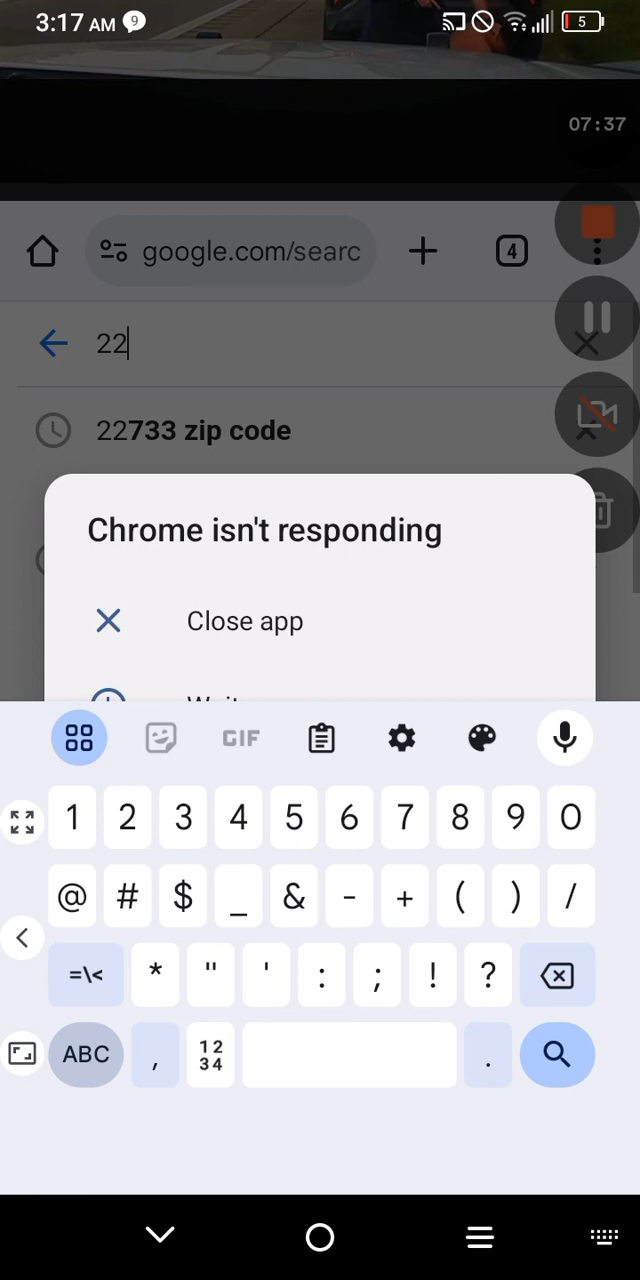 3:17 AM 9 5
07:37
google.com/searc 4
22
22733 zip code
Chrome isn't responding
Close app
Wait
GIF
1 2 3 4 5 6 7 8 9 0
@ # $ _ & - + ( ) /
=\< * " ' : ; ! ?
ABC , 12 .
34